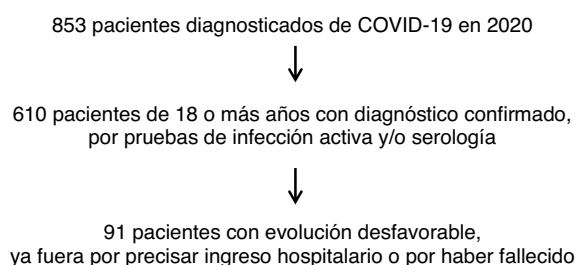 853 pacientes diagnosticados de COVID-19 en 2020
610 pacientes de 18 o más años con diagnóstico confirmado,
por pruebas de infección activa y/o serología
91 pacientes con evolución desfavorable,
ya fuera por precisar ingreso hospitalario o por haber fallecido